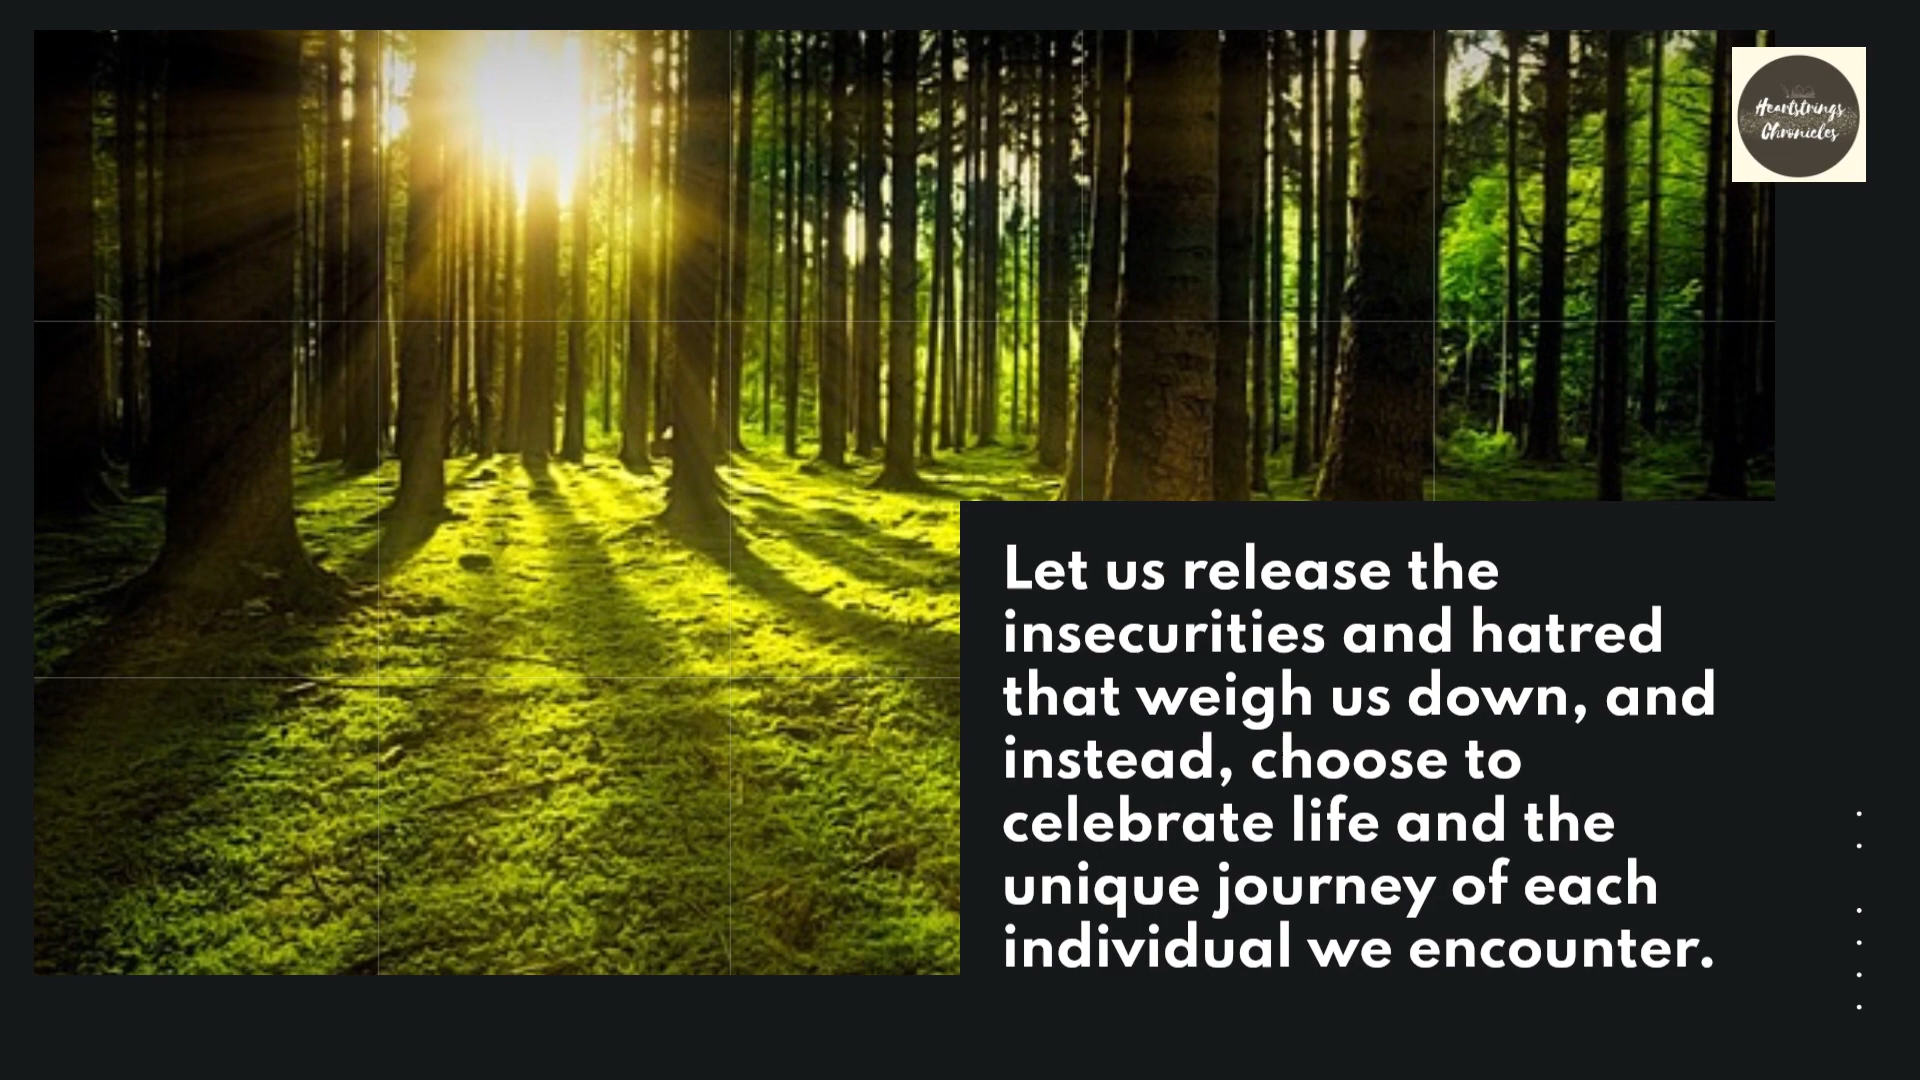 Heartstrings
Chronicles
Let us release the
insecurities and hatred
that weigh us down, and
instead, choose to
celebrate life and the
unique journey of each
individual we encounter.